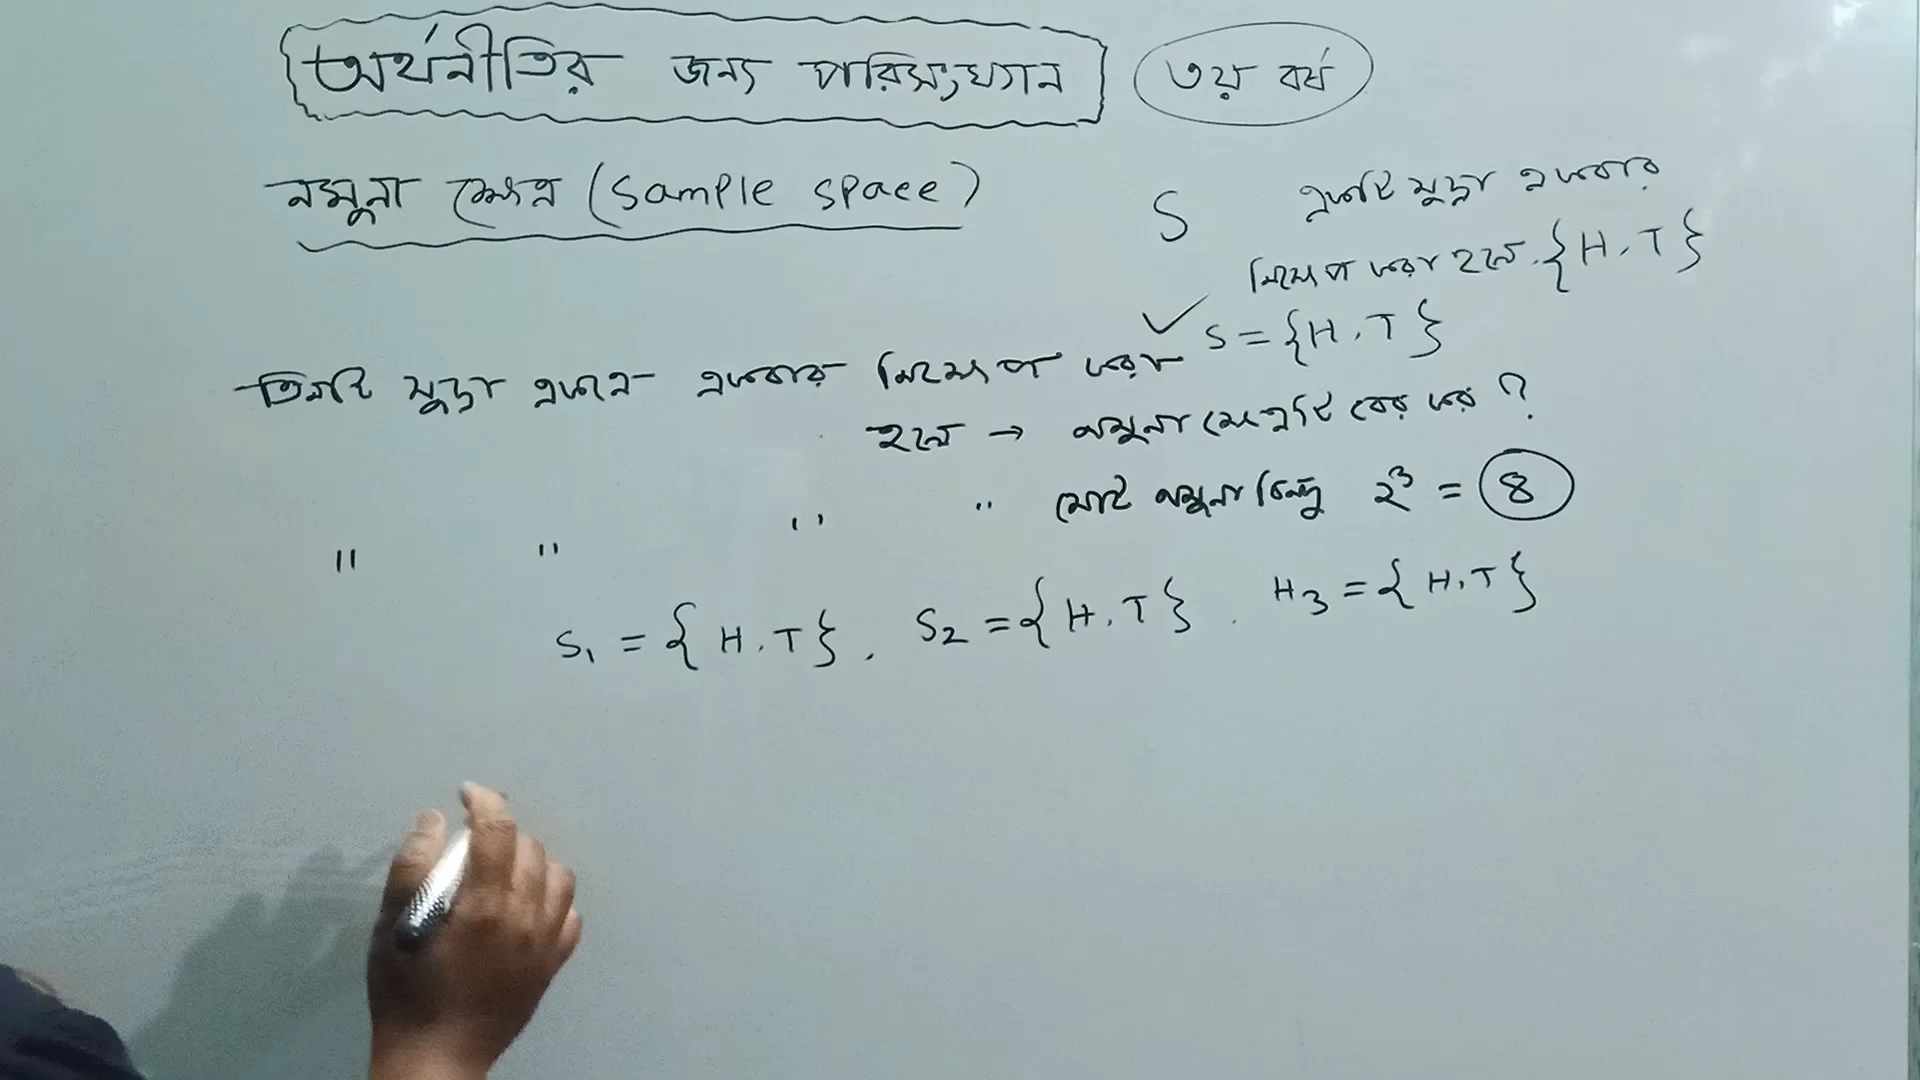 অর্থনীতির জন্য পরিসংখ্যান ৩য় বর্ষ
নমুনা ক্ষেত্র (Sample space)
S
একটি মুদ্রা একবার
নিক্ষেপ করা হলে {H, T}
✓ S = {H, T}
তিনটি মুদ্রা একত্রে একবার নিক্ষেপ করা
হলে → নমুনা ক্ষেত্রটি বের কর ?
" " " " মোট নমুনা বিন্দু 2³ = 8
S₁ = {H, T}, S₂ = {H, T}, H₃ = {H, T}